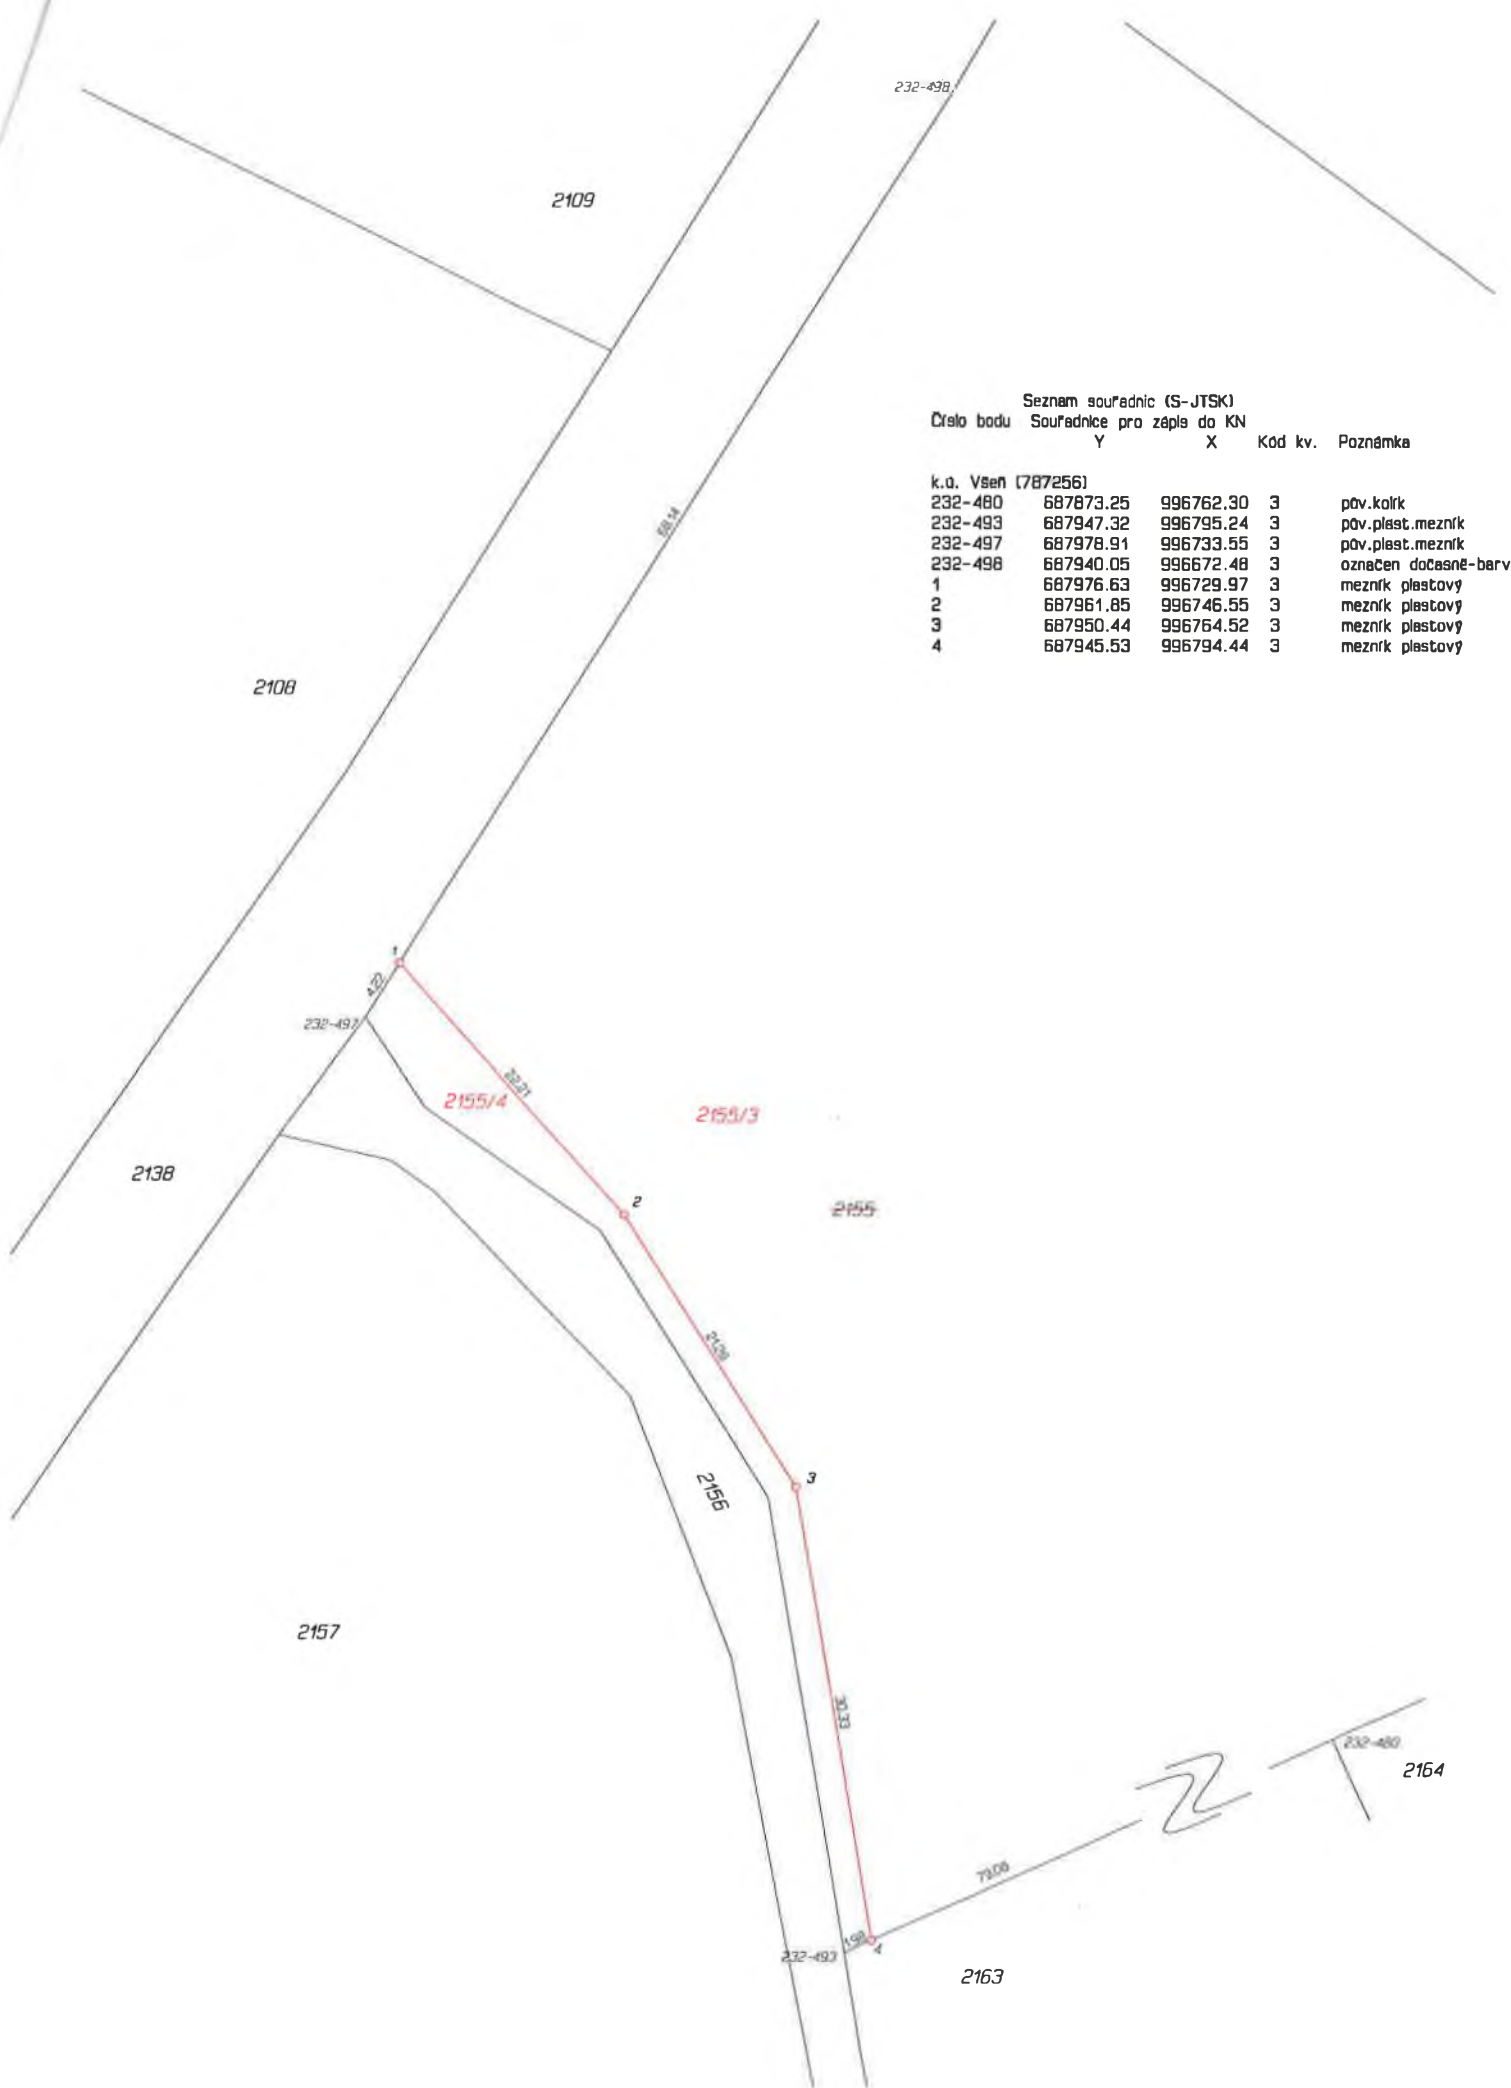 232-498
2109
Seznam souřadnic (S-JTSK)
Číslo bodu Souřadnice pro zápis do KN
Y X Kód kv. Poznámka
k.ú. Všeň [787256]
232-480 687873.25 996762.30 3 pův.kolík
232-493 687947.32 996795.24 3 pův.plast.mezník
232-497 687978.91 996733.55 3 pův.plast.mezník
232-498 687940.05 996672.48 3 označen dočasně-barv
1 687976.63 996729.97 3 mezník plastový
2 687961.85 996746.55 3 mezník plastový
3 687950.44 996764.52 3 mezník plastový
4 687945.53 996794.44 3 mezník plastový
68.14
2108
1
4.22
232-497
22.21
2155/4
2155/3
2138
2
2155
21.29
3
2156
2157
30.33
232-480
2164
79.08
1.96
4
232-493
2163